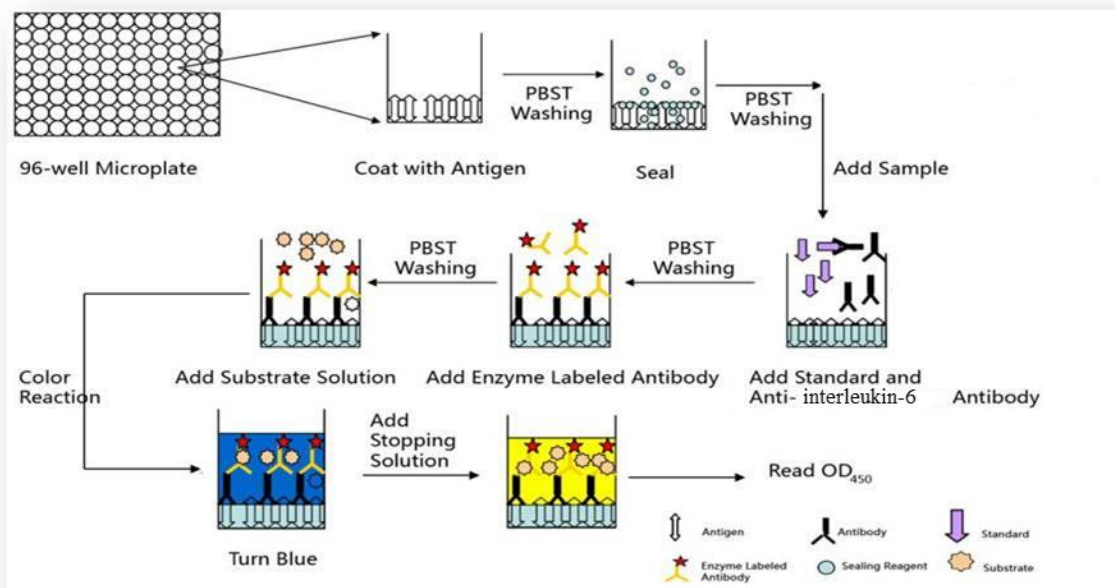 96-well Microplate
Coat with Antigen
PBST
Washing
Seal
PBST
Washing
Add Sample
Add Standard and
Anti- interleukin-6 Antibody
PBST
Washing
Add Enzyme Labeled Antibody
PBST
Washing
Add Substrate Solution
Color
Reaction
Turn Blue
Add
Stopping
Solution
Read OD450
Antigen
Antibody
Standard
Enzyme Labeled
Antibody
Sealing Reagent
Substrate